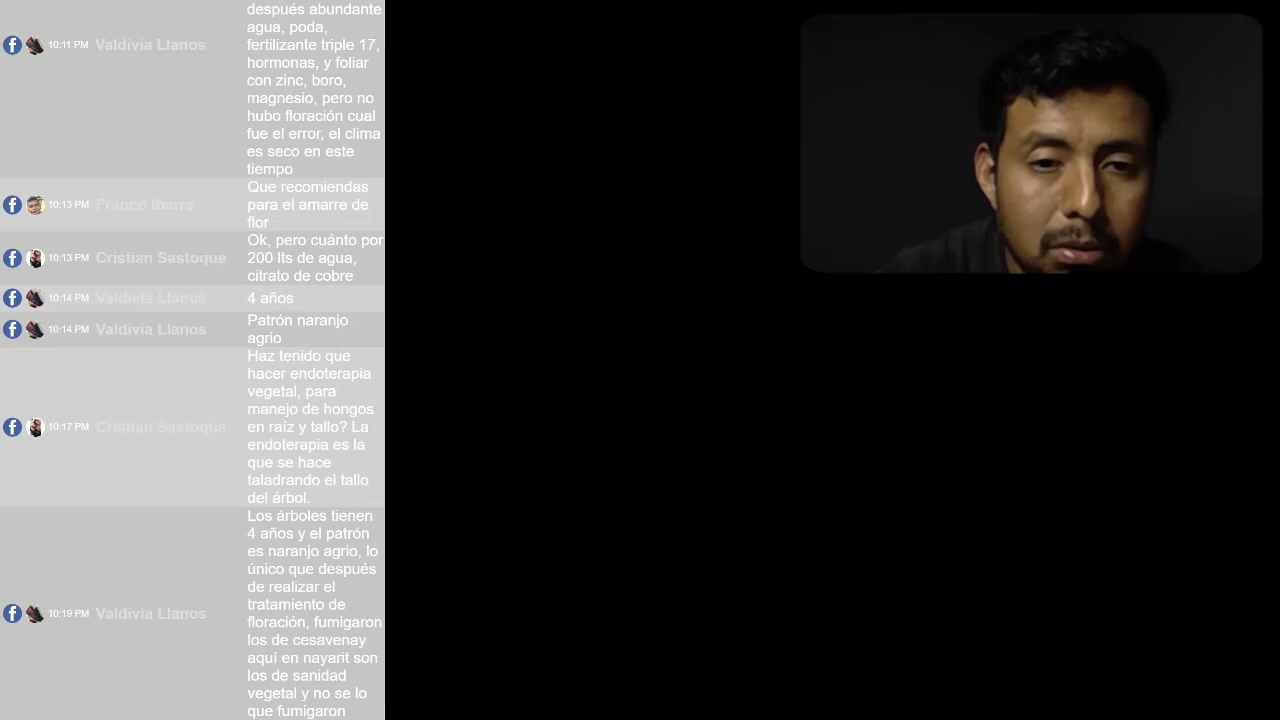 después abundante
agua, poda,
fertilizante triple 17,
10:11 PM Valdivia Llanos
hormonas, y foliar
con zinc, boro,
magnesio, pero no
hubo floración cual
fue el error, el clima
es seco en este
tiempo
Que recomiendas
10:13 PM Franco Ibarra
para el amarre de
flor
Ok, pero cuánto por
10:13 PM Cristian Sastoque
200 lts de agua,
citrato de cobre
10:14 PM Valdivia Llanos
4 años
10:14 PM Valdivia Llanos
Patrón naranjo
agrio
Haz tenido que
hacer endoterapia
vegetal, para
manejo de hongos
10:17 PM Cristian Sastoque
en raíz y tallo? La
endoterapia es la
que se hace
taladrando el tallo
del árbol.
Los árboles tienen
4 años y el patrón
es naranjo agrio, lo
único que después
de realizar el
tratamiento de
10:19 PM Valdivia Llanos
floración, fumigaron
los de cesavenay
aquí en nayarit son
los de sanidad
vegetal y no se lo
que fumigaron